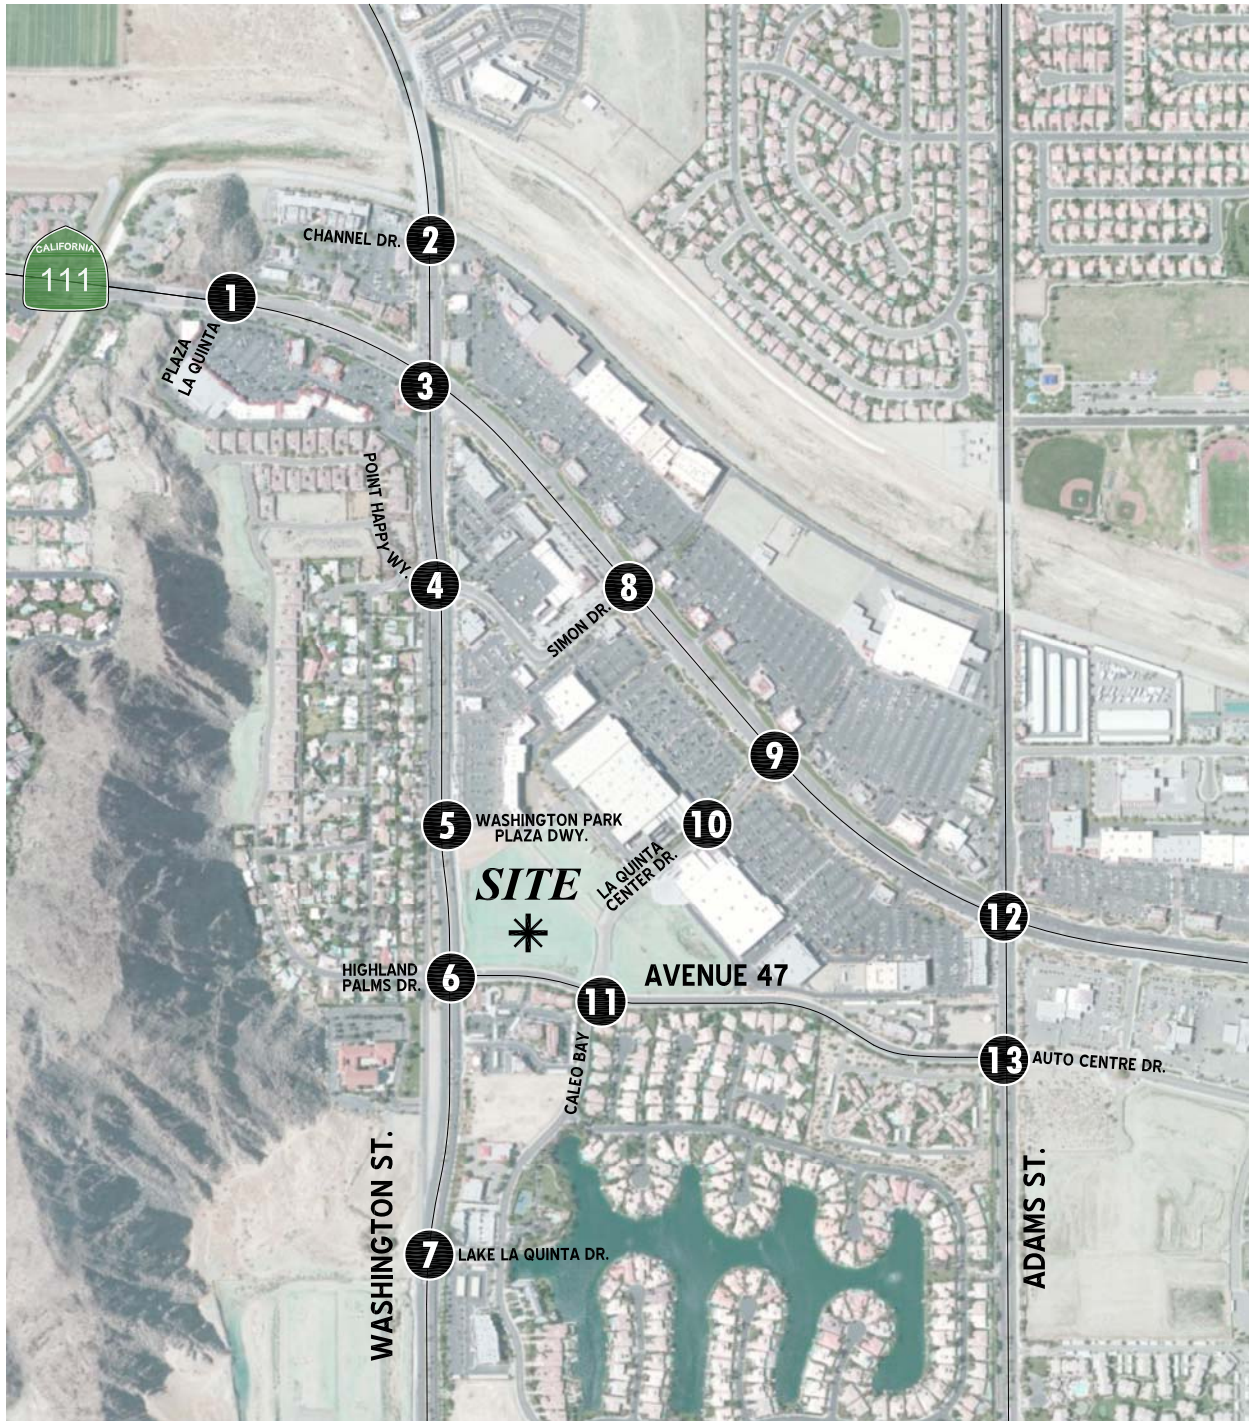 2
CHANNEL DR.
CALIFORNIA
111
1
PLAZA
LA QUINTA
3
POINT HAPPY WY.
4
8
SIMON DR.
9
5
WASHINGTON PARK
PLAZA DWY.
10
LA QUINTA
CENTER DR.
SITE
12
HIGHLAND
PALMS DR.
6
AVENUE 47
11
CALEO BAY
13
AUTO CENTRE DR.
WASHINGTON ST.
ADAMS ST.
7
LAKE LA QUINTA DR.